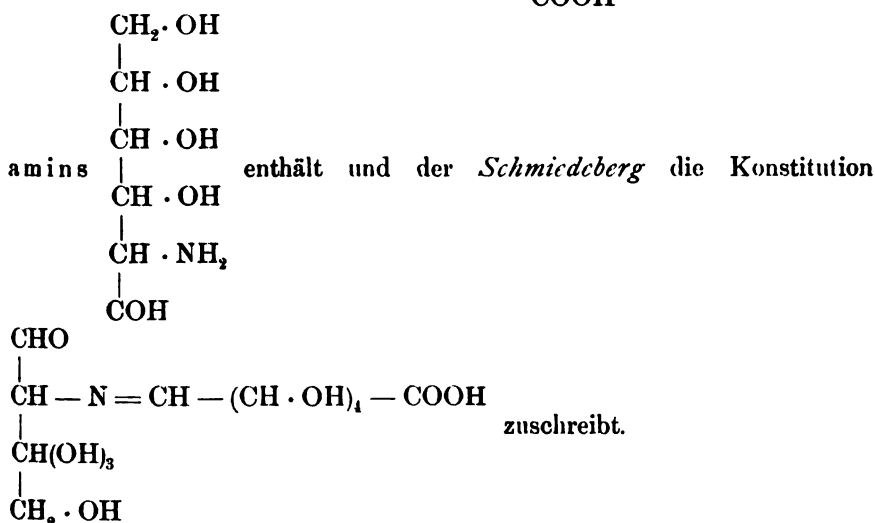 COOH
CH₂·OH
CH·OH
CH·OH
amins enthält und der Schmiedeberg die Konstitution
CH·OH
CH·NH₂
COH
CHO
CH—N=CH—(CH·OH)₄—COOH
zuschreibt.
CH(OH)₃
CH₂·OH